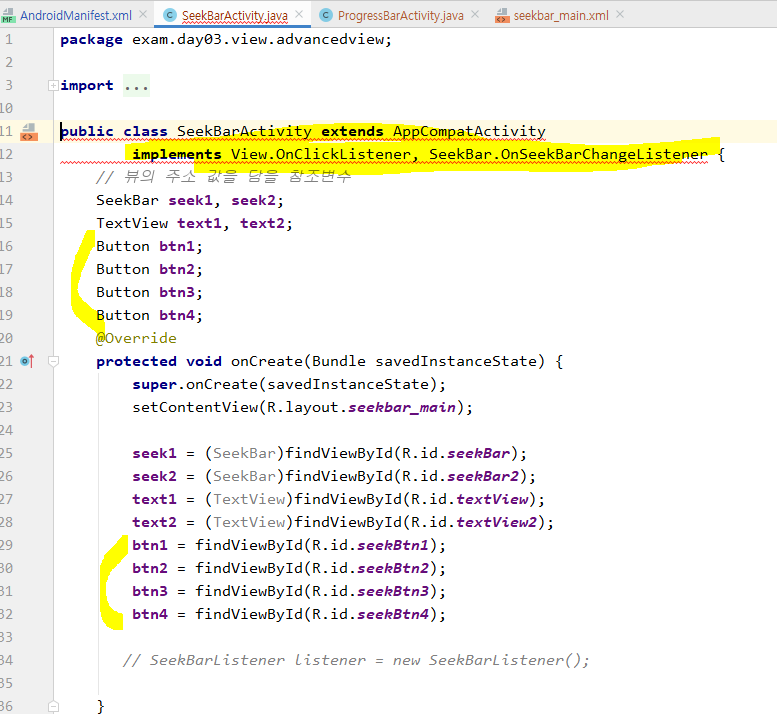 AndroidManifest.xml SeekBarActivity.java ProgressBarActivity.java seekbar_main.xml
1 package exam.day03.view.advancedview;
2
3 import ...
10
11 public class SeekBarActivity extends AppCompatActivity
12 implements View.OnClickListener, SeekBar.OnSeekBarChangeListener {
13 // 뷰의 주소 값을 담을 참조변수
14 SeekBar seek1, seek2;
15 TextView text1, text2;
16 Button btn1;
17 Button btn2;
18 Button btn3;
19 Button btn4;
20 @Override
21 protected void onCreate(Bundle savedInstanceState) {
22 super.onCreate(savedInstanceState);
23 setContentView(R.layout.seekbar_main);
24
25 seek1 = (SeekBar)findViewById(R.id.seekBar);
26 seek2 = (SeekBar)findViewById(R.id.seekBar2);
27 text1 = (TextView)findViewById(R.id.textView);
28 text2 = (TextView)findViewById(R.id.textView2);
29 btn1 = findViewById(R.id.seekBtn1);
30 btn2 = findViewById(R.id.seekBtn2);
31 btn3 = findViewById(R.id.seekBtn3);
32 btn4 = findViewById(R.id.seekBtn4);
33
34 // SeekBarListener listener = new SeekBarListener();
35
36 }